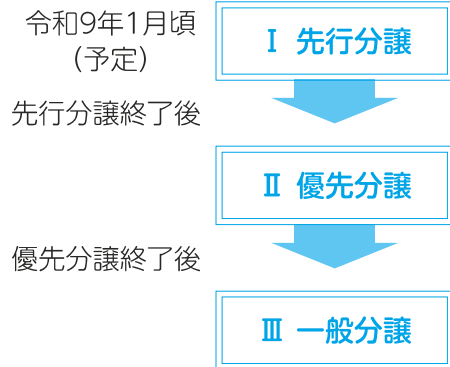 令和9年1月頃
（予定）
Ⅰ 先行分譲
先行分譲終了後
Ⅱ 優先分譲
優先分譲終了後
Ⅲ 一般分譲